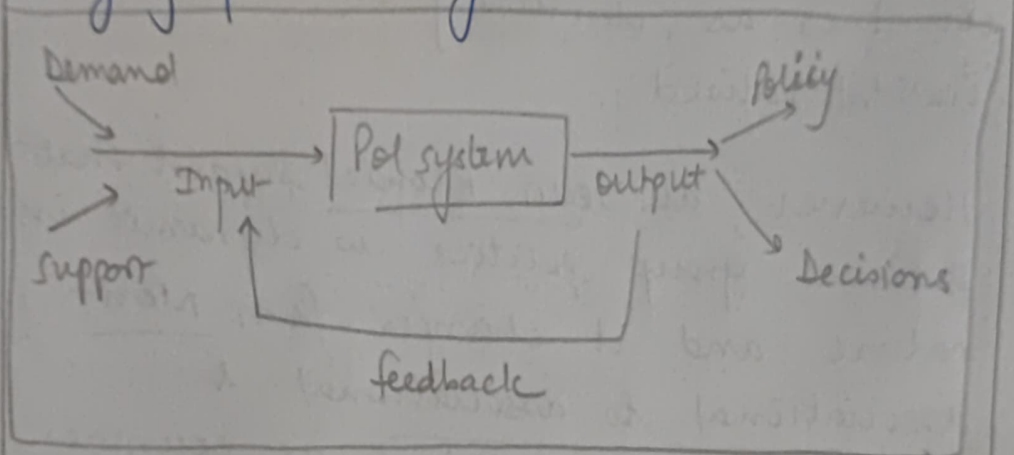 Demand
Policy
Pol system
Input
output
Support
Decisions
feedback